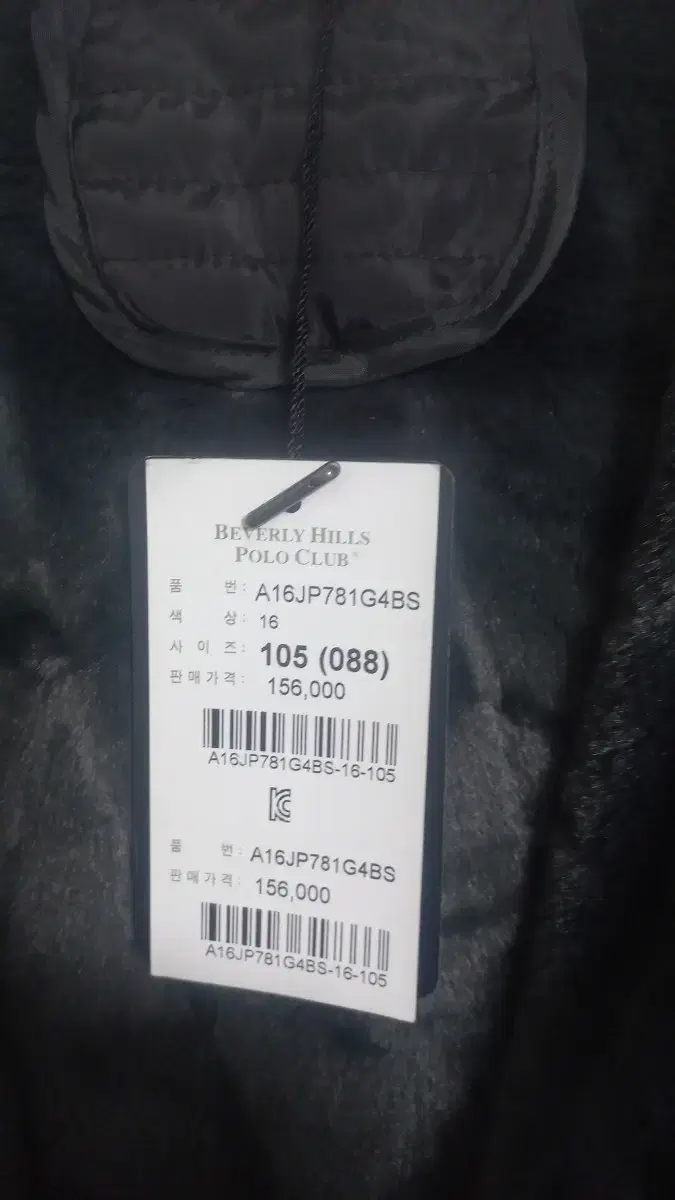 BEVERLY HILLS
POLO CLUB®
품 번: A16JP781G4BS
색 상: 16
사 이 즈: 105 (088)
판매가격: 156,000
A16JP781G4BS-16-105
품 번: A16JP781G4BS
판매가격: 156,000
A16JP781G4BS-16-105